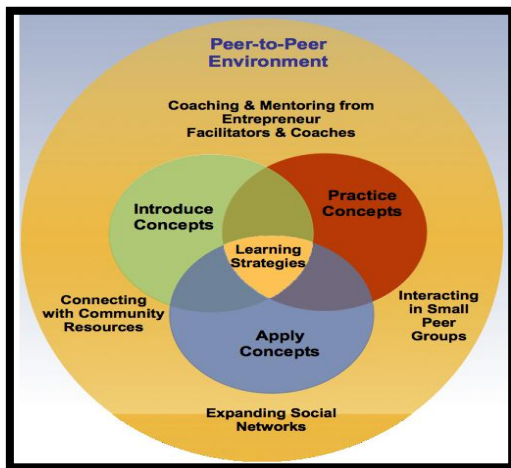 Peer-to-Peer
Environment
Coaching & Mentoring from
Entrepreneur
Facilitators & Coaches
Introduce
Concepts
Practice
Concepts
Learning
Strategies
Connecting
with Community
Resources
Interacting
in Small
Peer
Groups
Apply
Concepts
Expanding Social
Networks